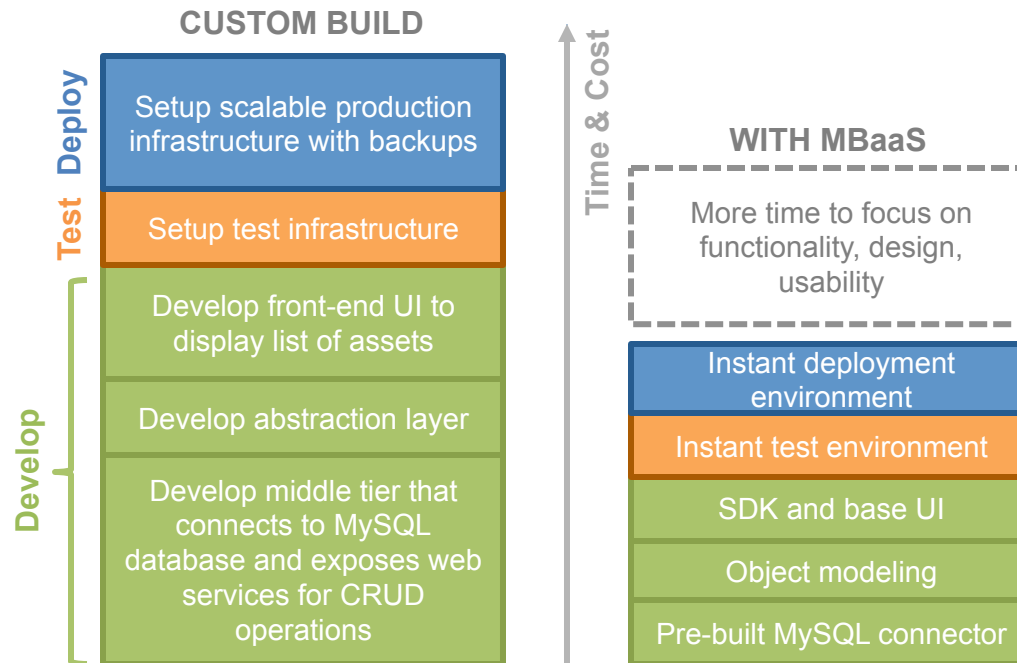 CUSTOM BUILD
Deploy
Setup scalable production
infrastructure with backups
Test
Setup test infrastructure
Develop
Develop front-end UI to
display list of assets
Develop abstraction layer
Develop middle tier that
connects to MySQL
database and exposes web
services for CRUD
operations
Time & Cost
WITH MBaaS
More time to focus on
functionality, design,
usability
Instant deployment
environment
Instant test environment
SDK and base UI
Object modeling
Pre-built MySQL connector